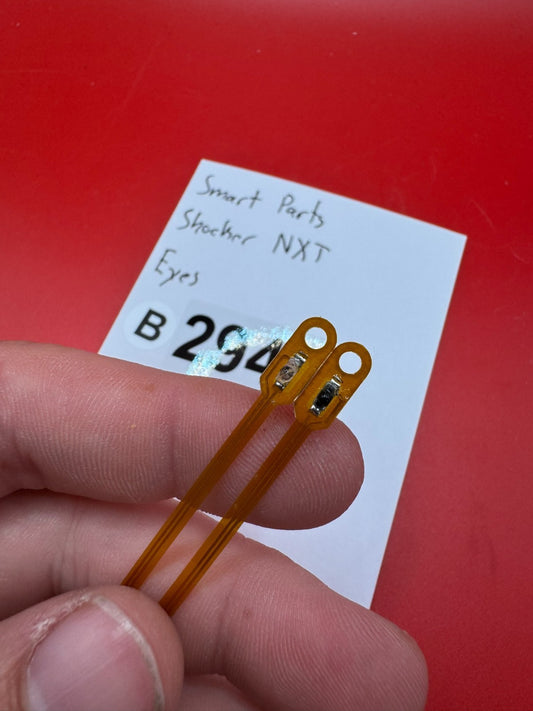 Smart Parts
Shocker NXT
Eyes
B 294